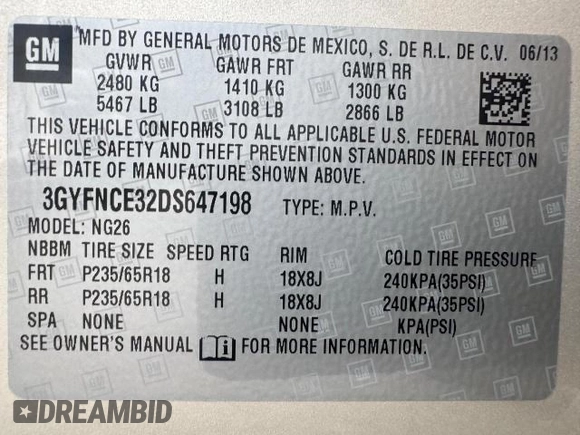 GM MFD BY GENERAL MOTORS DE MEXICO, S. DE R.L. DE C.V. 06/13
GVWR GAWR FRT GAWR RR
2480 KG 1410 KG 1300 KG
5467 LB 3108 LB 2866 LB
THIS VEHICLE CONFORMS TO ALL APPLICABLE U.S. FEDERAL MOTOR
VEHICLE SAFETY AND THEFT PREVENTION STANDARDS IN EFFECT ON
THE DATE OF MANUFACTURE SHOWN ABOVE.
3GYFNCE32DS647198 TYPE: M.P.V.
MODEL: NG26
NBBM TIRE SIZE SPEED RTG RIM COLD TIRE PRESSURE
FRT P235/65R18 H 18X8J 240KPA(35PSI)
RR P235/65R18 H 18X8J 240KPA(35PSI)
SPA NONE NONE KPA(PSI)
SEE OWNER'S MANUAL FOR MORE INFORMATION.
DREAMBID